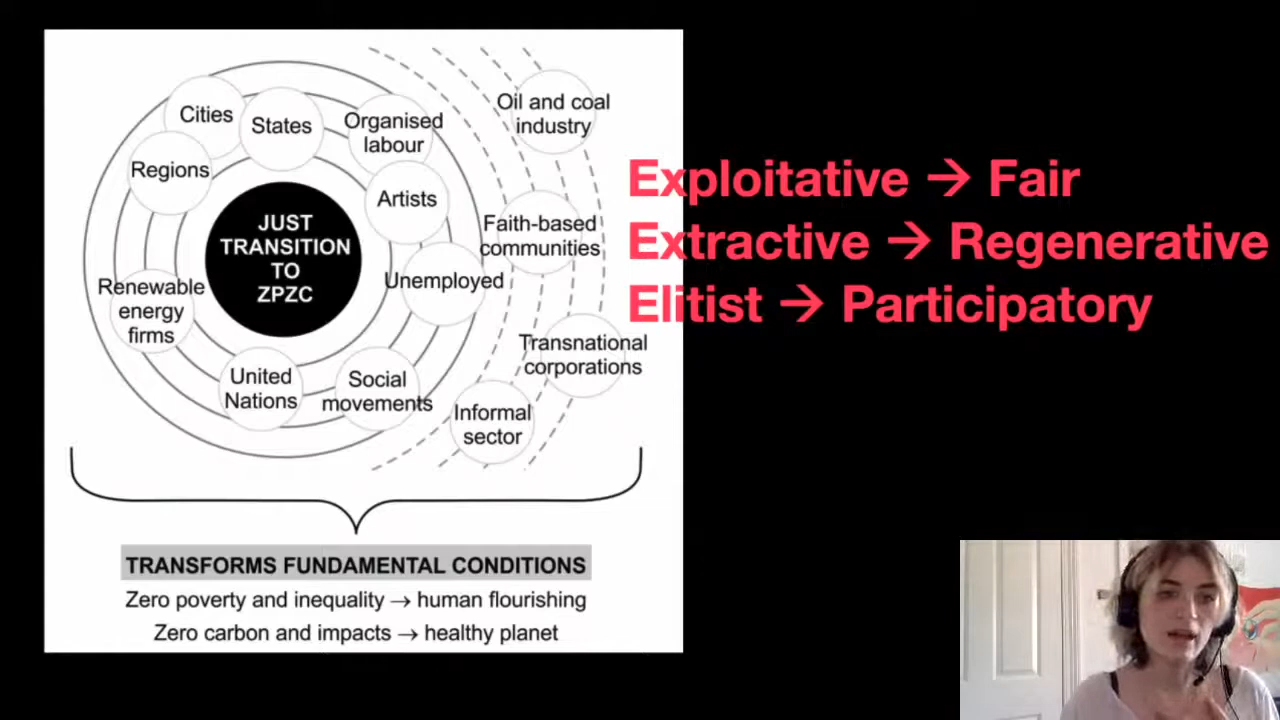 Cities
States
Organised
labour
Oil and coal
industry
Regions
Artists
JUST
TRANSITION
TO
ZPZC
Faith-based
communities
Unemployed
Renewable
energy
firms
Transnational
corporations
United
Nations
Social
movements
Informal
sector
TRANSFORMS FUNDAMENTAL CONDITIONS
Zero poverty and inequality → human flourishing
Zero carbon and impacts → healthy planet
Exploitative → Fair
Extractive → Regenerative
Elitist → Participatory